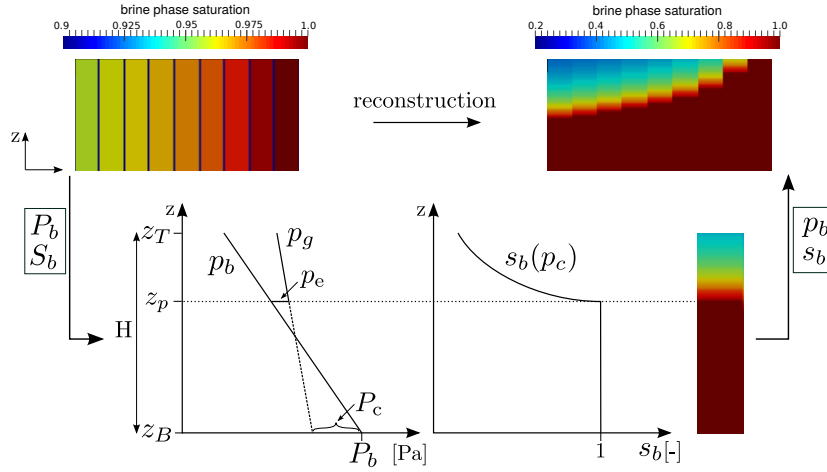 brine phase saturation
0.9 0.925 0.95 0.975 1.0
brine phase saturation
0.2 0.4 0.6 0.8 1.0
reconstruction
z
P_b
S_b
p_b
s_b
z
z_T
p_g
p_b
p_e
z_p
H
P_c
z_B
P_b [Pa]
z
s_b(p_c)
1 s_b[-]